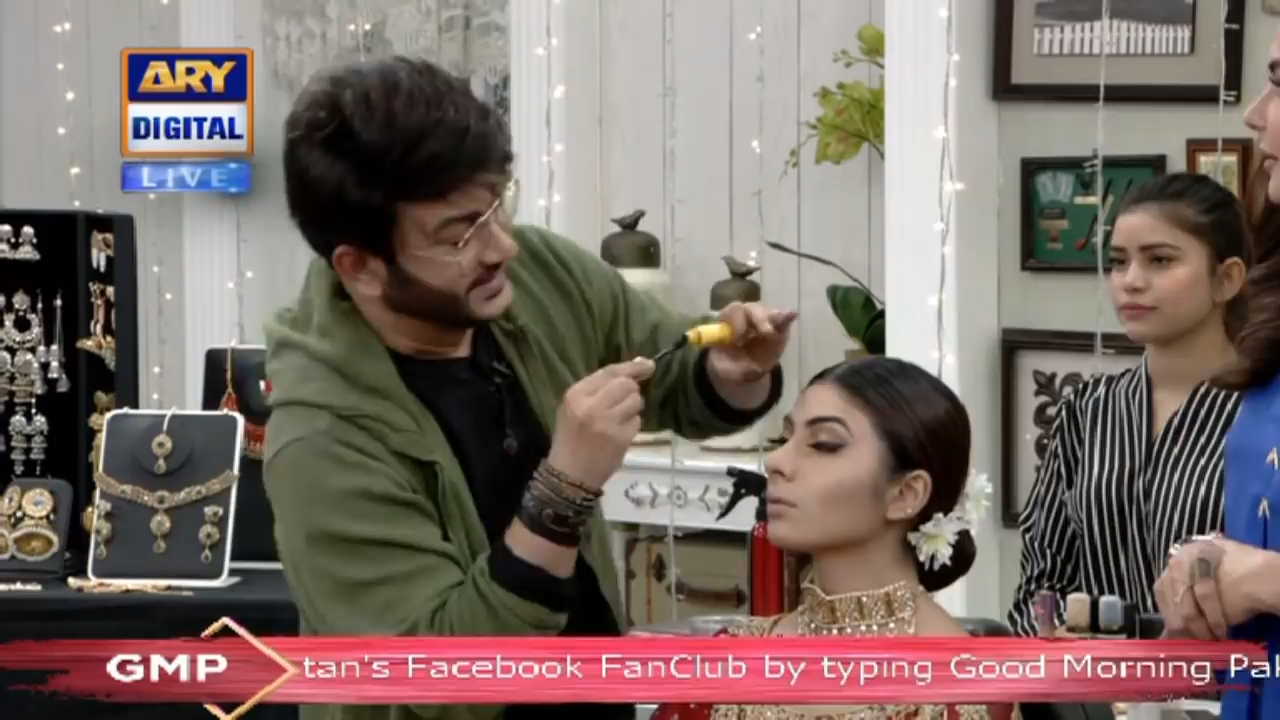 ARY
DIGITAL
LIVE
GMP
tan's Facebook FanClub by typing Good Morning Pak